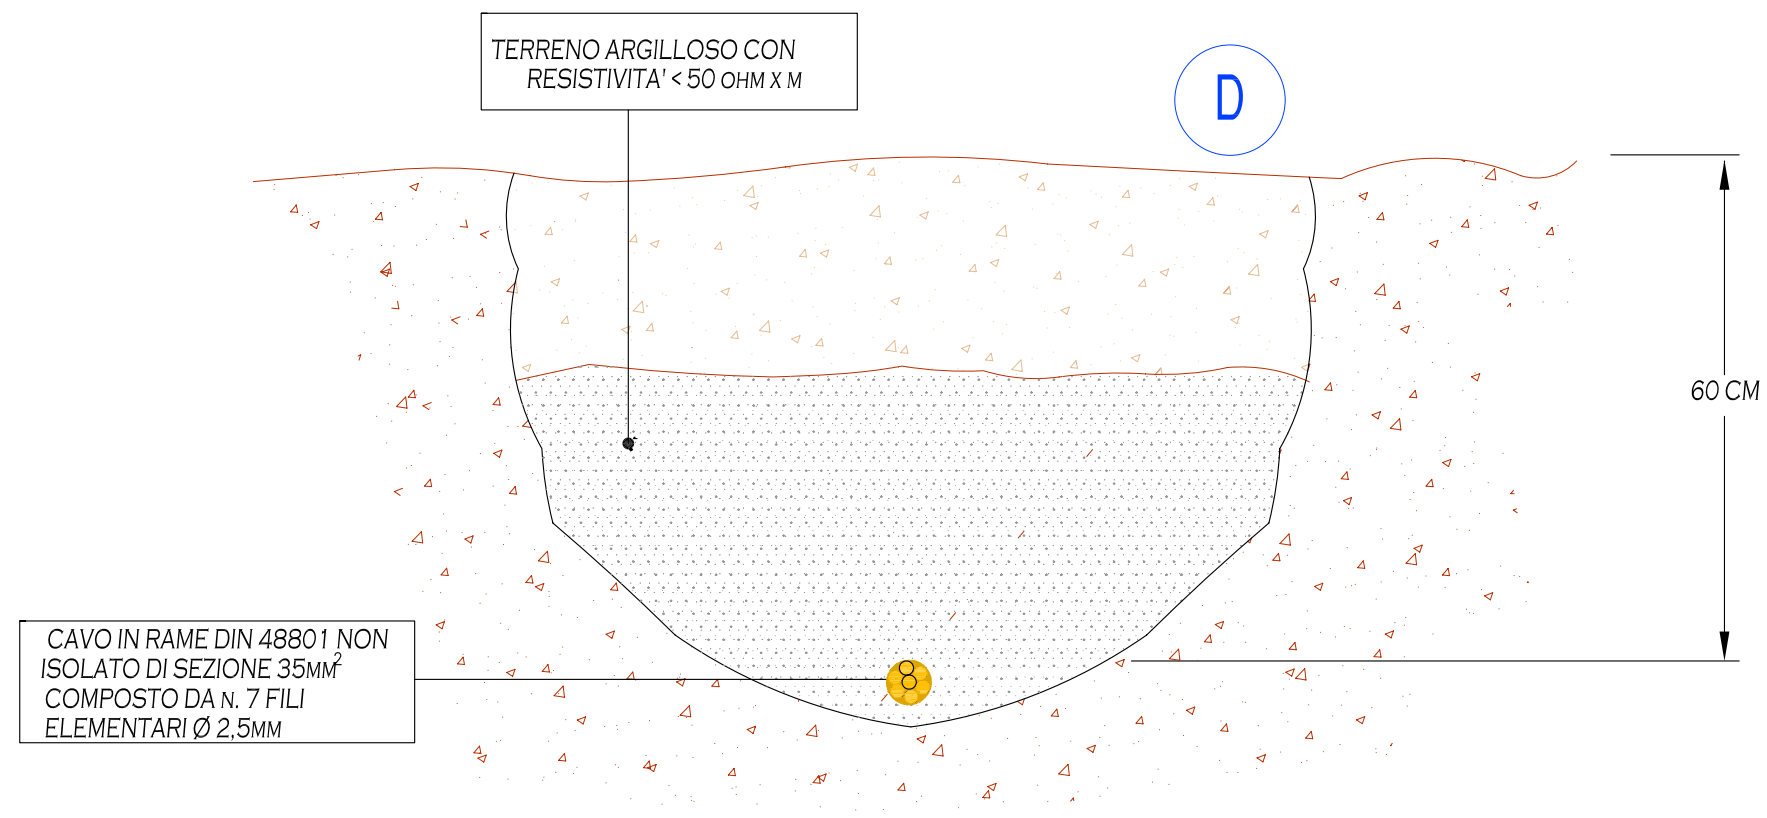 TERRENO ARGILLOSO CON
RESISTIVITA' < 50 OHM X M
D
60 CM
CAVO IN RAME DIN 48801 NON
ISOLATO DI SEZIONE 35MM²
COMPOSTO DA N. 7 FILI
ELEMENTARI Ø 2,5MM